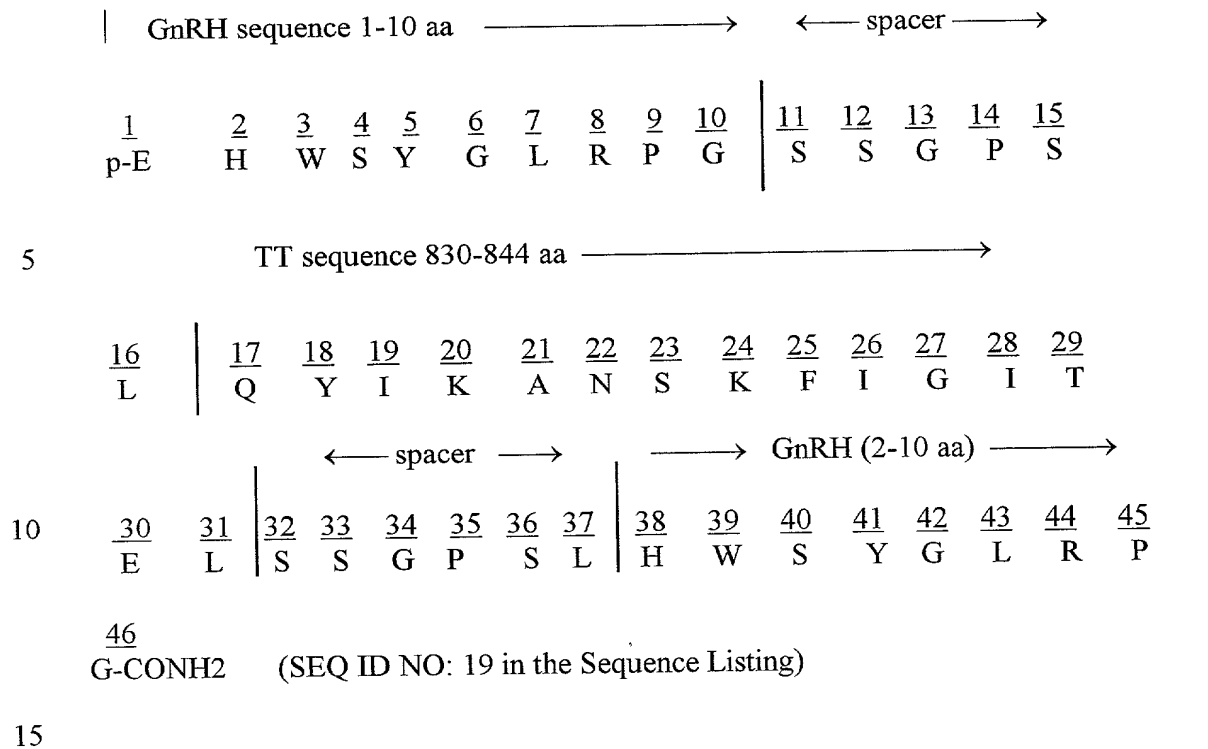 GnRH sequence 1-10 aa ⟶ ⟵ spacer ⟶
1 2 3 4 5 6 7 8 9 10 11 12 13 14 15
p-E H W S Y G L R P G S S G P S
5 TT sequence 830-844 aa ⟶
16 17 18 19 20 21 22 23 24 25 26 27 28 29
L Q Y I K A N S K F I G I T
⟵ spacer ⟶ ⟶ GnRH (2-10 aa) ⟶
10 30 31 32 33 34 35 36 37 38 39 40 41 42 43 44 45
E L S S G P S L H W S Y G L R P
46
G-CONH2 (SEQ ID NO: 19 in the Sequence Listing)
15